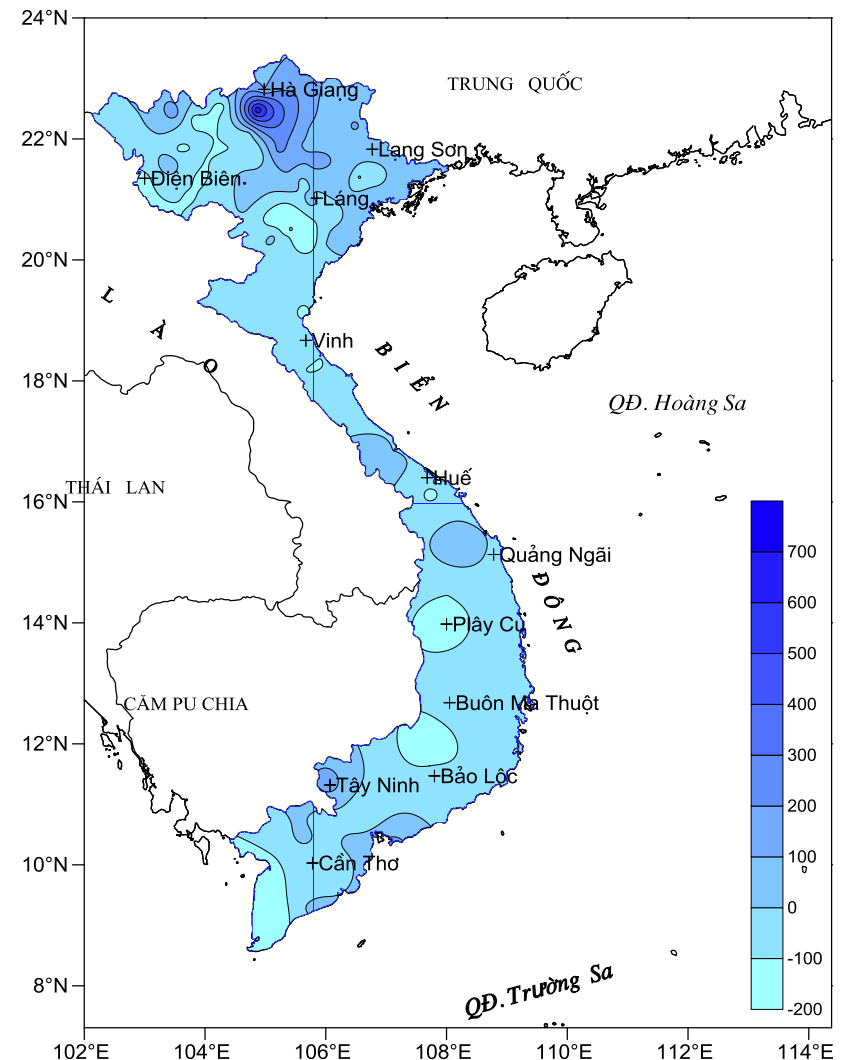 24°N
TRUNG QUỐC
Hà Giang
22°N
Lạng Sơn
Điện Biên
Láng
20°N
LÀO
Vinh
BIỂN
18°N
QĐ. Hoàng Sa
THÁI LAN
Huế
16°N
Quảng Ngãi
ĐÔNG
700
600
14°N
Plây Cu
500
CĂM PU CHIA
Buôn Ma Thuột
400
12°N
300
Bảo Lộc
Tây Ninh
200
100
10°N
Cần Thơ
0
-100
8°N
QĐ. Trường Sa
-200
102°E 104°E 106°E 108°E 110°E 112°E 114°E